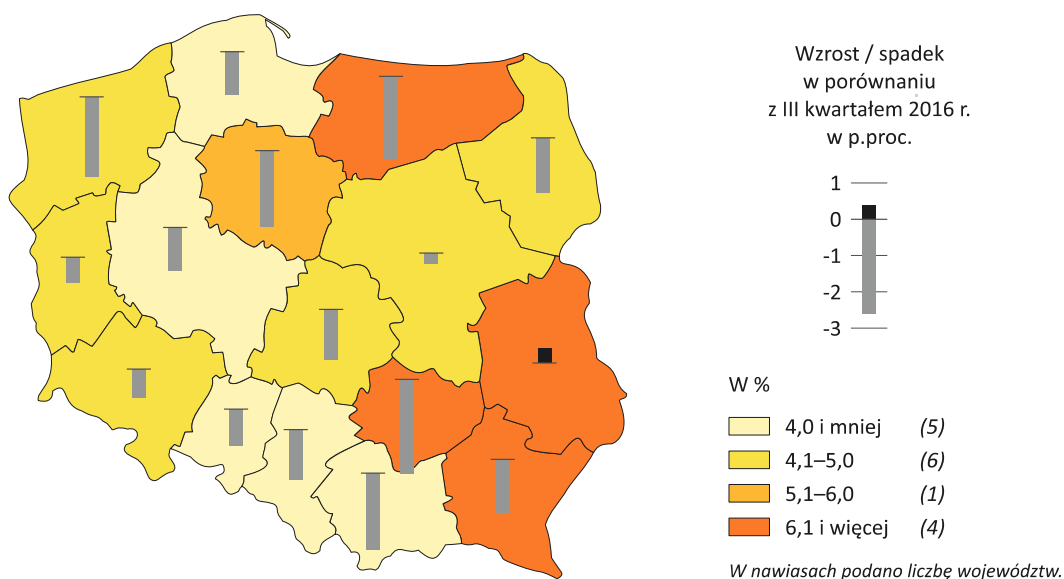 Wzrost / spadek
w porównaniu
z III kwartałem 2016 r.
w p.proc.
1
0
-1
-2
-3
W %
4,0 i mniej (5)
4,1–5,0 (6)
5,1–6,0 (1)
6,1 i więcej (4)
W nawiasach podano liczbę województw.